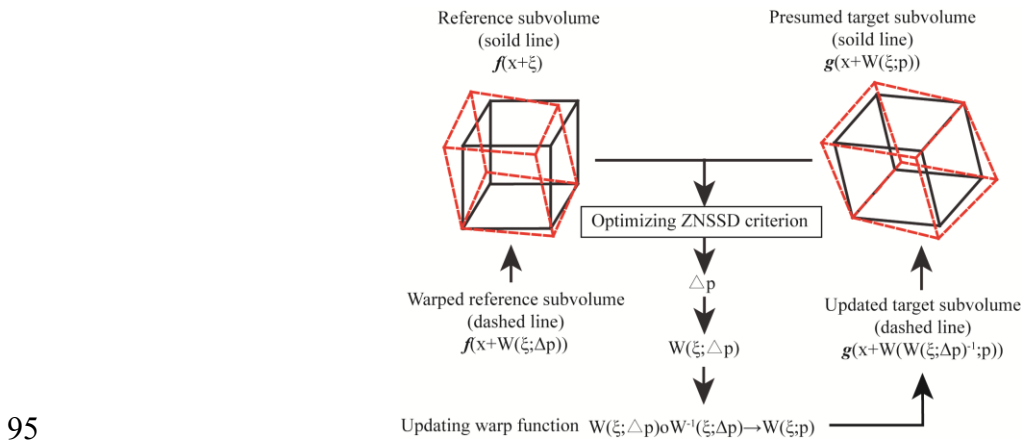 Reference subvolume
(soild line)
f(x+ξ)
Presumed target subvolume
(soild line)
g(x+W(ξ;p))
Optimizing ZNSSD criterion
△p
Warped reference subvolume
(dashed line)
f(x+W(ξ;Δp))
W(ξ;△p)
Updated target subvolume
(dashed line)
g(x+W(W(ξ;Δp)⁻¹;p))
95
Updating warp function W(ξ;△p)oW⁻¹(ξ;Δp)→W(ξ;p)